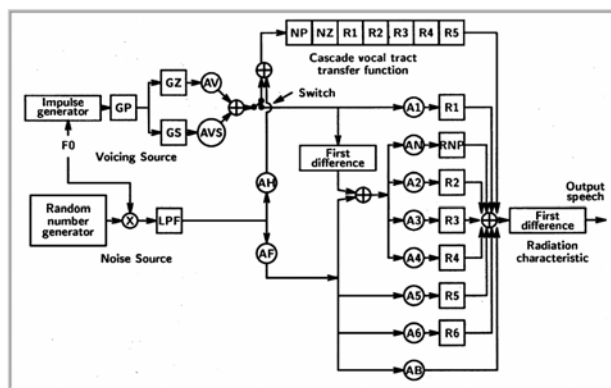 NP NZ R1 R2 R3 R4 R5
Cascade vocal tract
transfer function
Impulse
generator
GP
GZ
AV
GS
AVS
Switch
F0
Voicing Source
First
difference
A1 R1
AN RNP
A2 R2
A3 R3
A4 R4
A5 R5
A6 R6
AB
AH
AF
Random
number
generator
X
LPF
Noise Source
Output
speech
First
difference
Radiation
characteristic